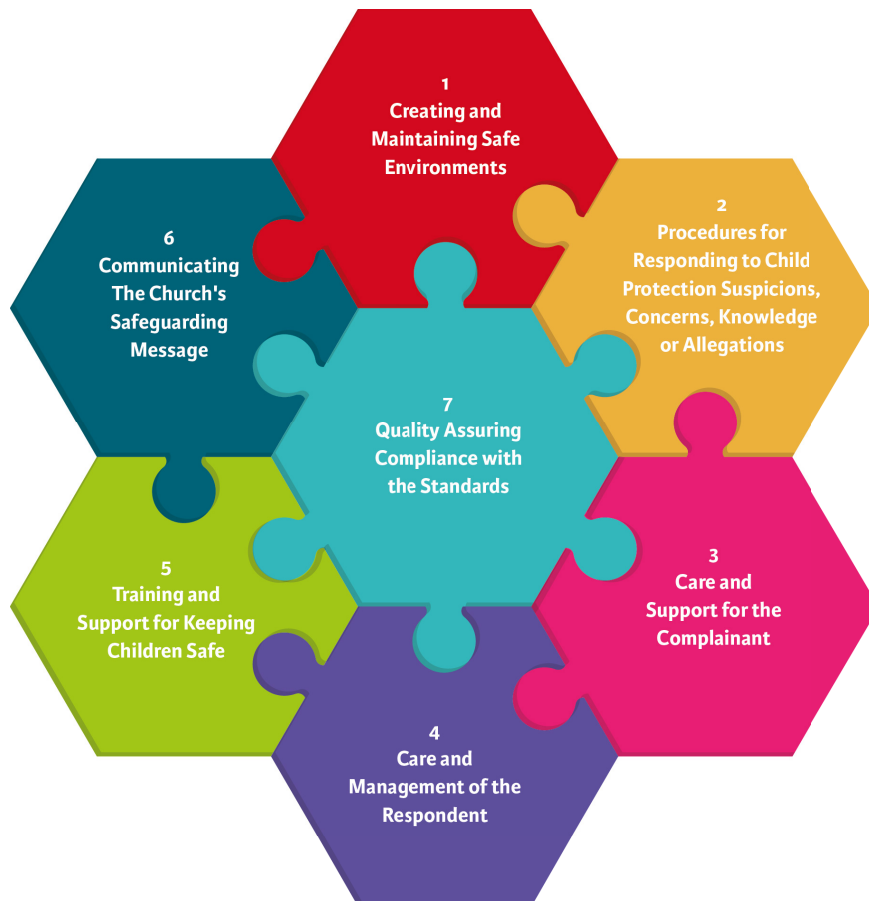 1
Creating and
Maintaining Safe
Environments
2
Procedures for
Responding to Child
Protection Suspicions,
Concerns, Knowledge
or Allegations
3
Care and
Support for the
Complainant
4
Care and
Management of the
Respondent
5
Training and
Support for Keeping
Children Safe
6
Communicating
The Church's
Safeguarding
Message
7
Quality Assuring
Compliance with
the Standards